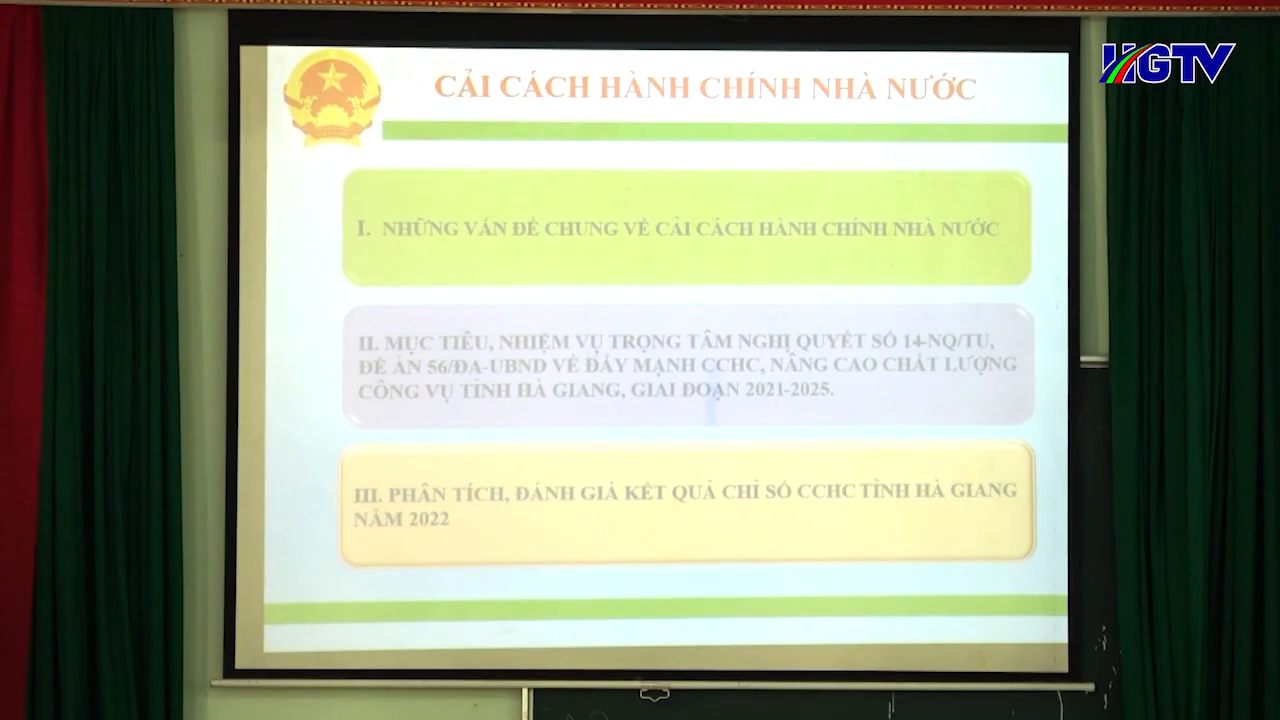 HGTV
CẢI CÁCH HÀNH CHÍNH NHÀ NƯỚC
I. NHỮNG VẤN ĐỀ CHUNG VỀ CẢI CÁCH HÀNH CHÍNH NHÀ NƯỚC
II. MỤC TIÊU, NHIỆM VỤ TRỌNG TÂM NGHỊ QUYẾT SỐ 14-NQ/TU,
ĐỀ ÁN 56/ĐA-UBND VỀ ĐẨY MẠNH CCHC, NÂNG CAO CHẤT LƯỢNG
CÔNG VỤ TỈNH HÀ GIANG, GIAI ĐOẠN 2021-2025.
III. PHÂN TÍCH, ĐÁNH GIÁ KẾT QUẢ CHỈ SỐ CCHC TỈNH HÀ GIANG
NĂM 2022